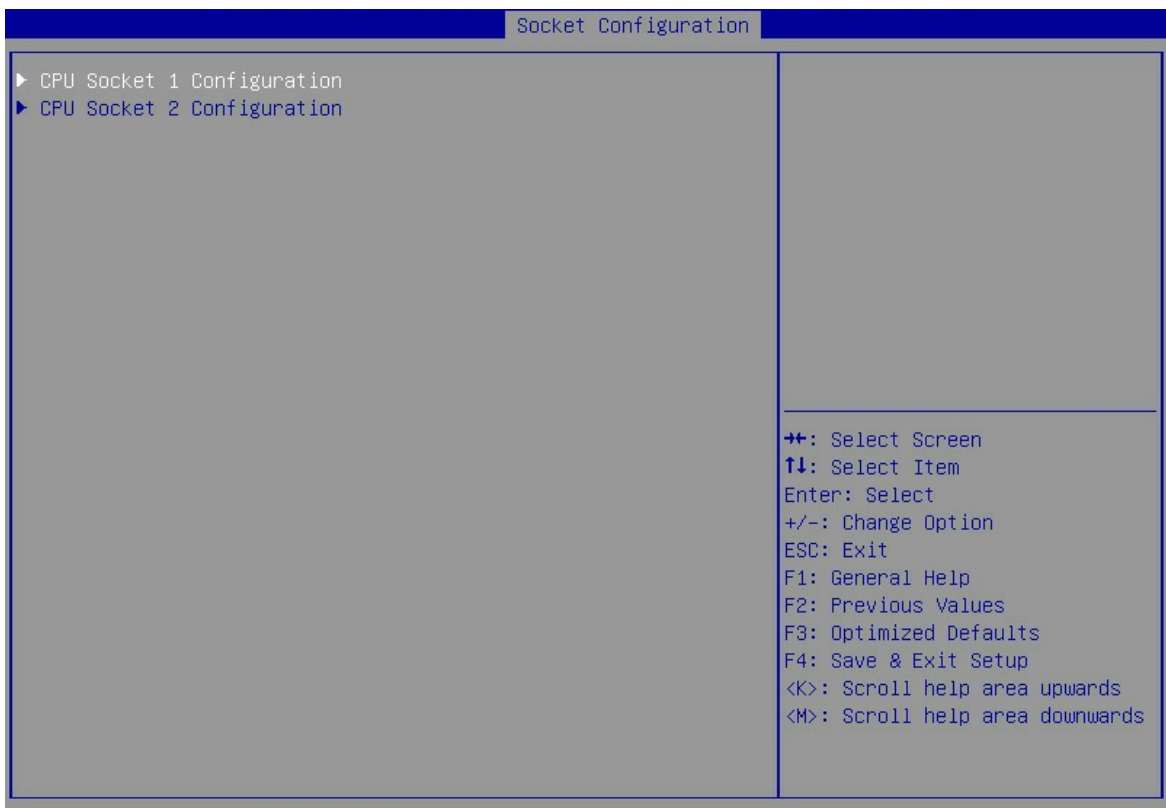 Socket Configuration
▶ CPU Socket 1 Configuration
▶ CPU Socket 2 Configuration
→←: Select Screen
↑↓: Select Item
Enter: Select
+/-: Change Option
ESC: Exit
F1: General Help
F2: Previous Values
F3: Optimized Defaults
F4: Save & Exit Setup
<K>: Scroll help area upwards
<M>: Scroll help area downwards